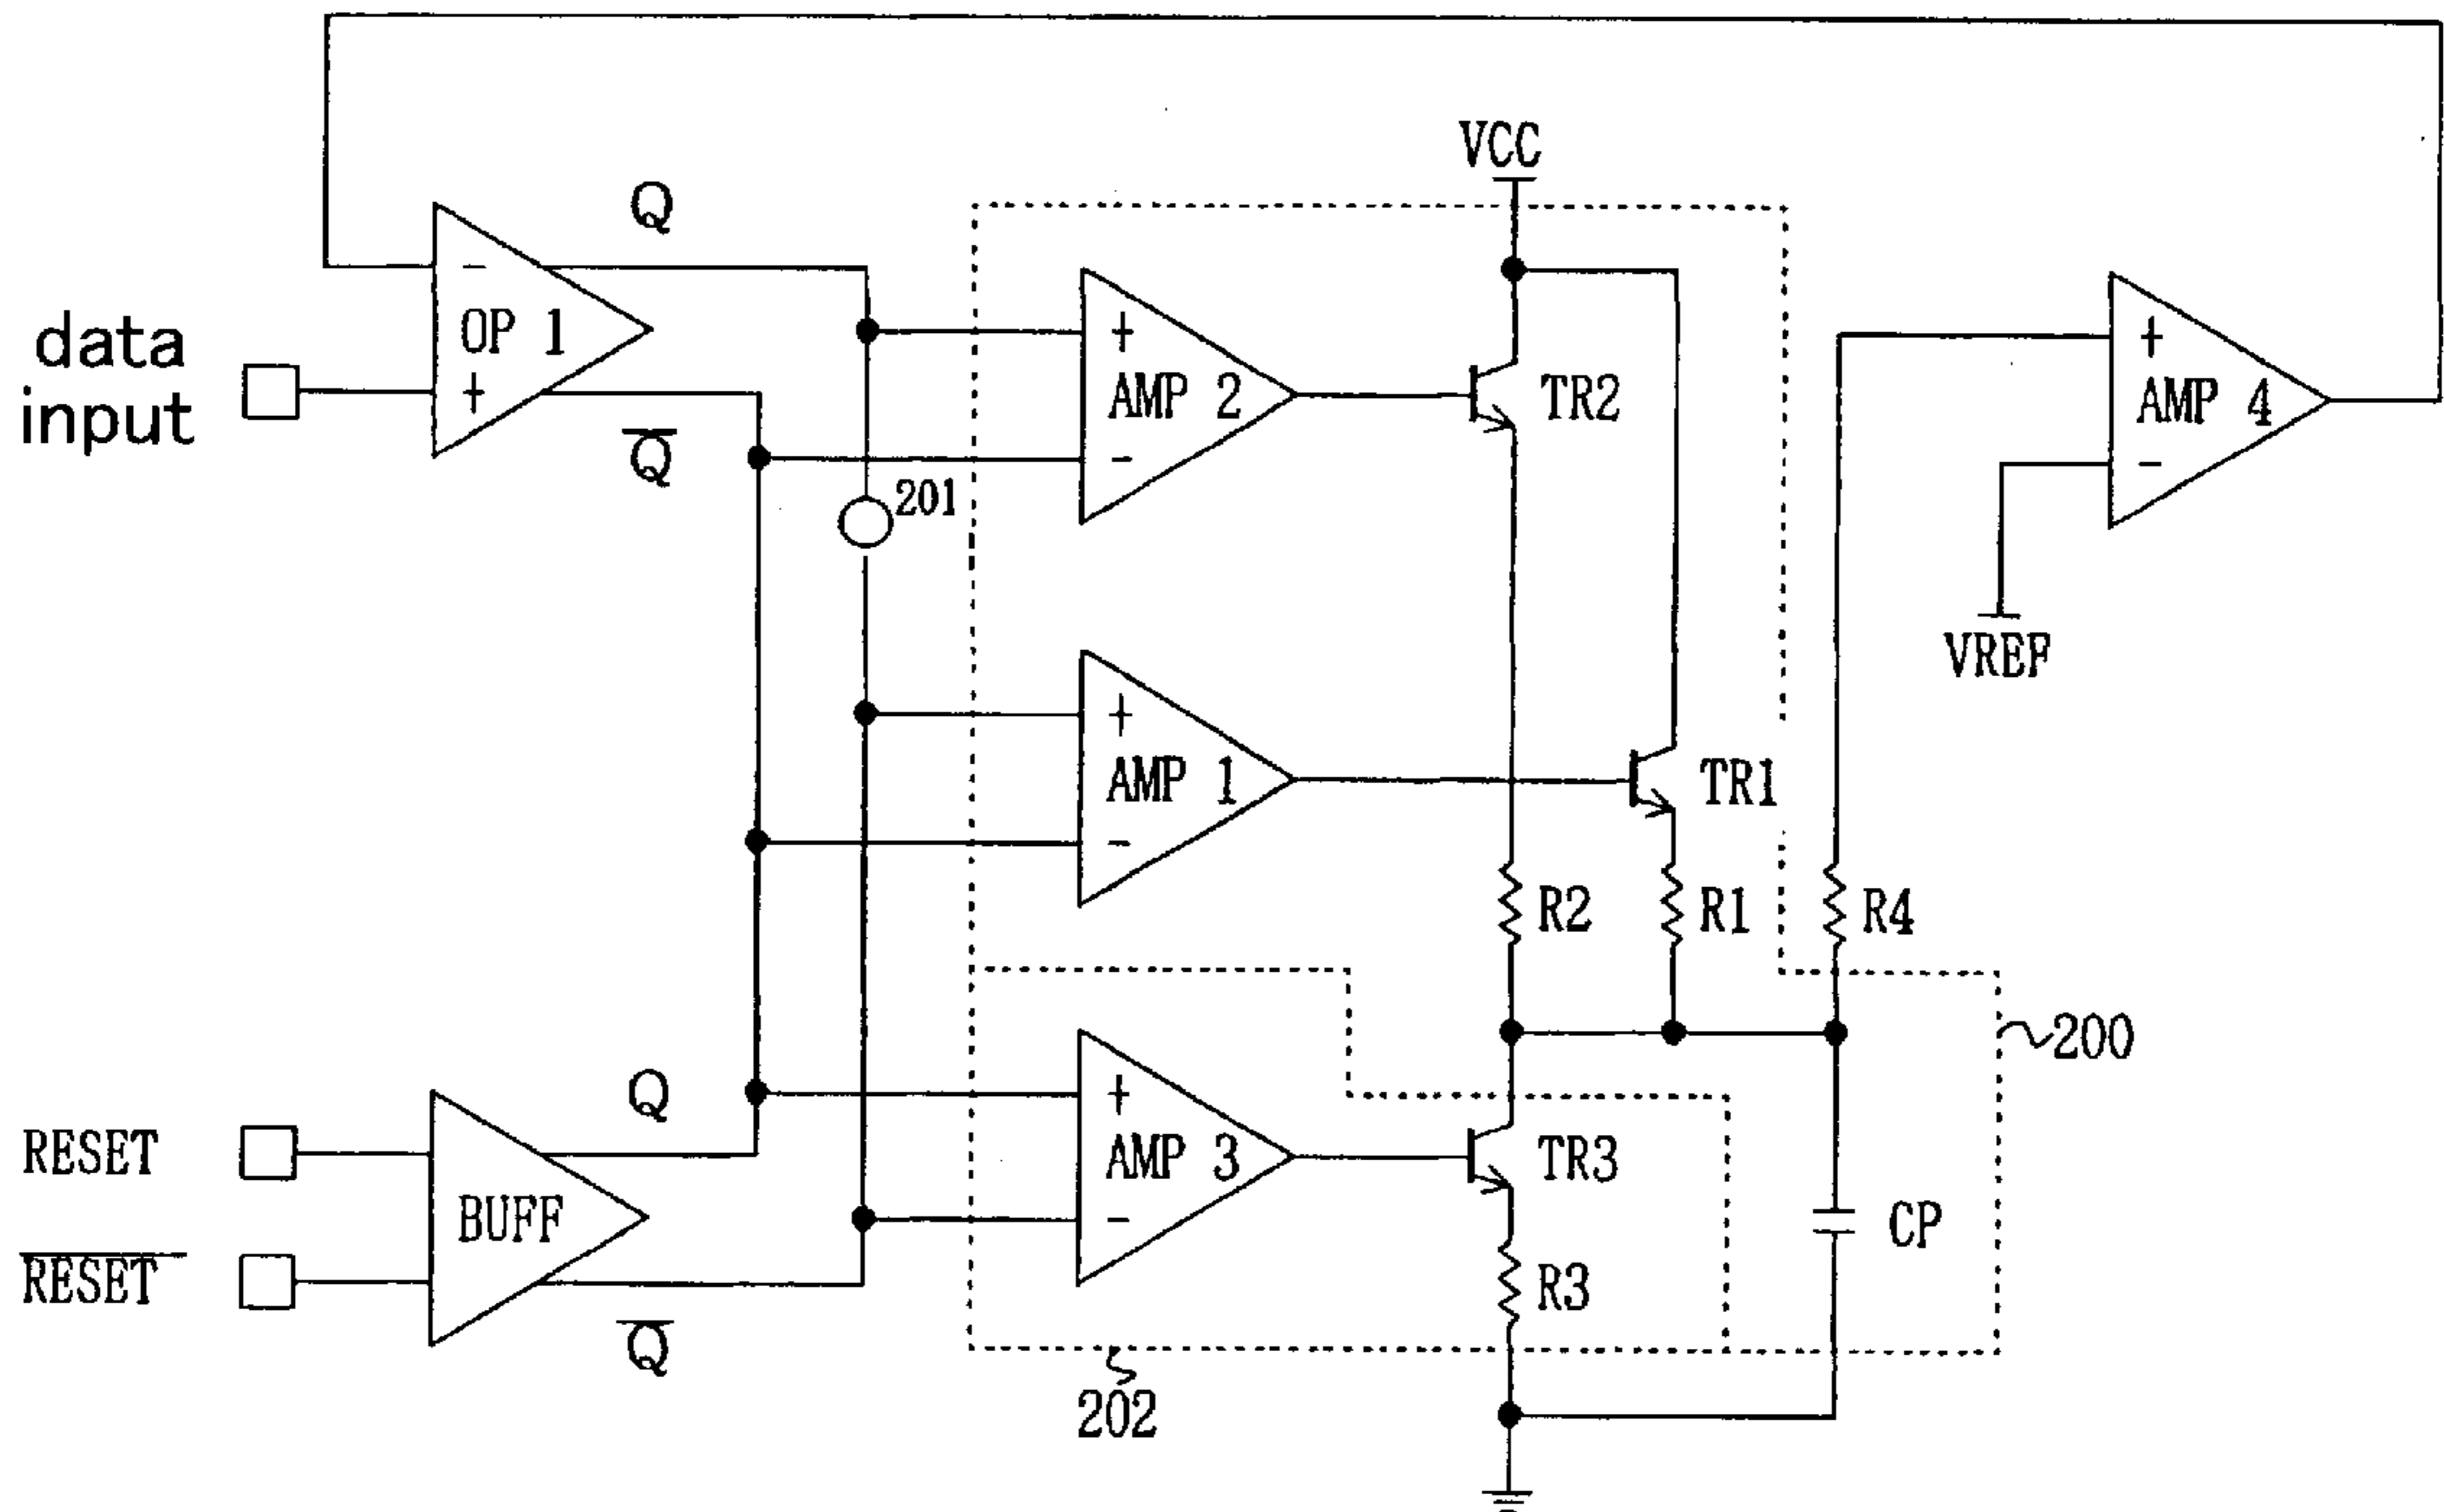 VCC
Q
data
input
-
OP 1
+
Q̅
+
AMP 2
-
TR2
+
AMP 4
-
201
VREF
+
AMP 1
-
TR1
R2
R1
R4
200
Q
RESET
BUFF
R̅E̅S̅E̅T̅
Q̅
+
AMP 3
-
TR3
R3
CP
202